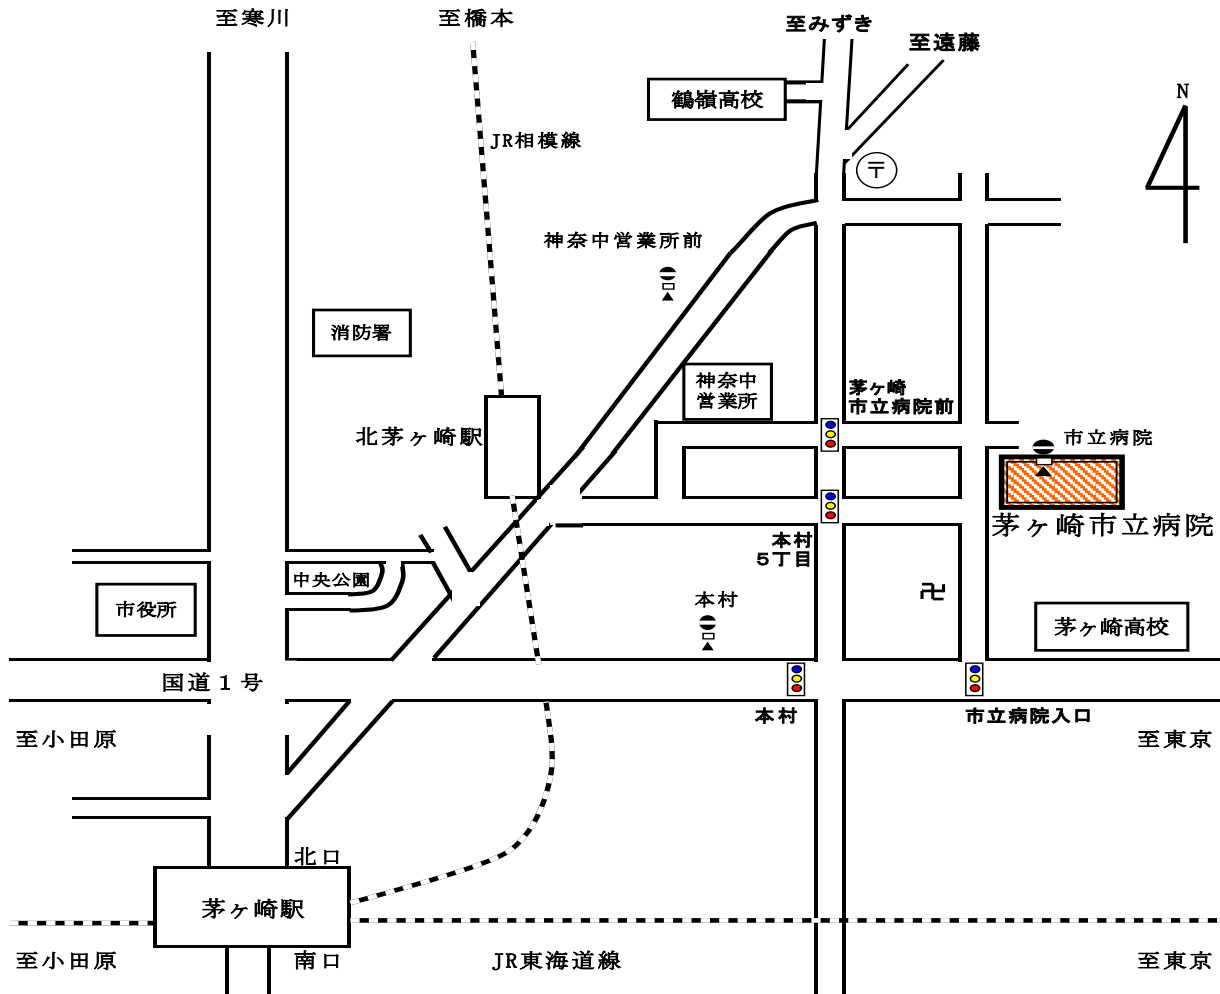 至寒川
至橋本
至みずき
至遠藤
鶴嶺高校
N
JR相模線
〒
神奈中営業所前
消防署
神奈中
営業所
茅ヶ崎
市立病院前
北茅ヶ崎駅
市立病院
茅ヶ崎市立病院
本村
5丁目
中央公園
市役所
本村
卍
茅ヶ崎高校
国道1号
本村
市立病院入口
至小田原
至東京
北口
茅ヶ崎駅
至小田原
南口
JR東海道線
至東京